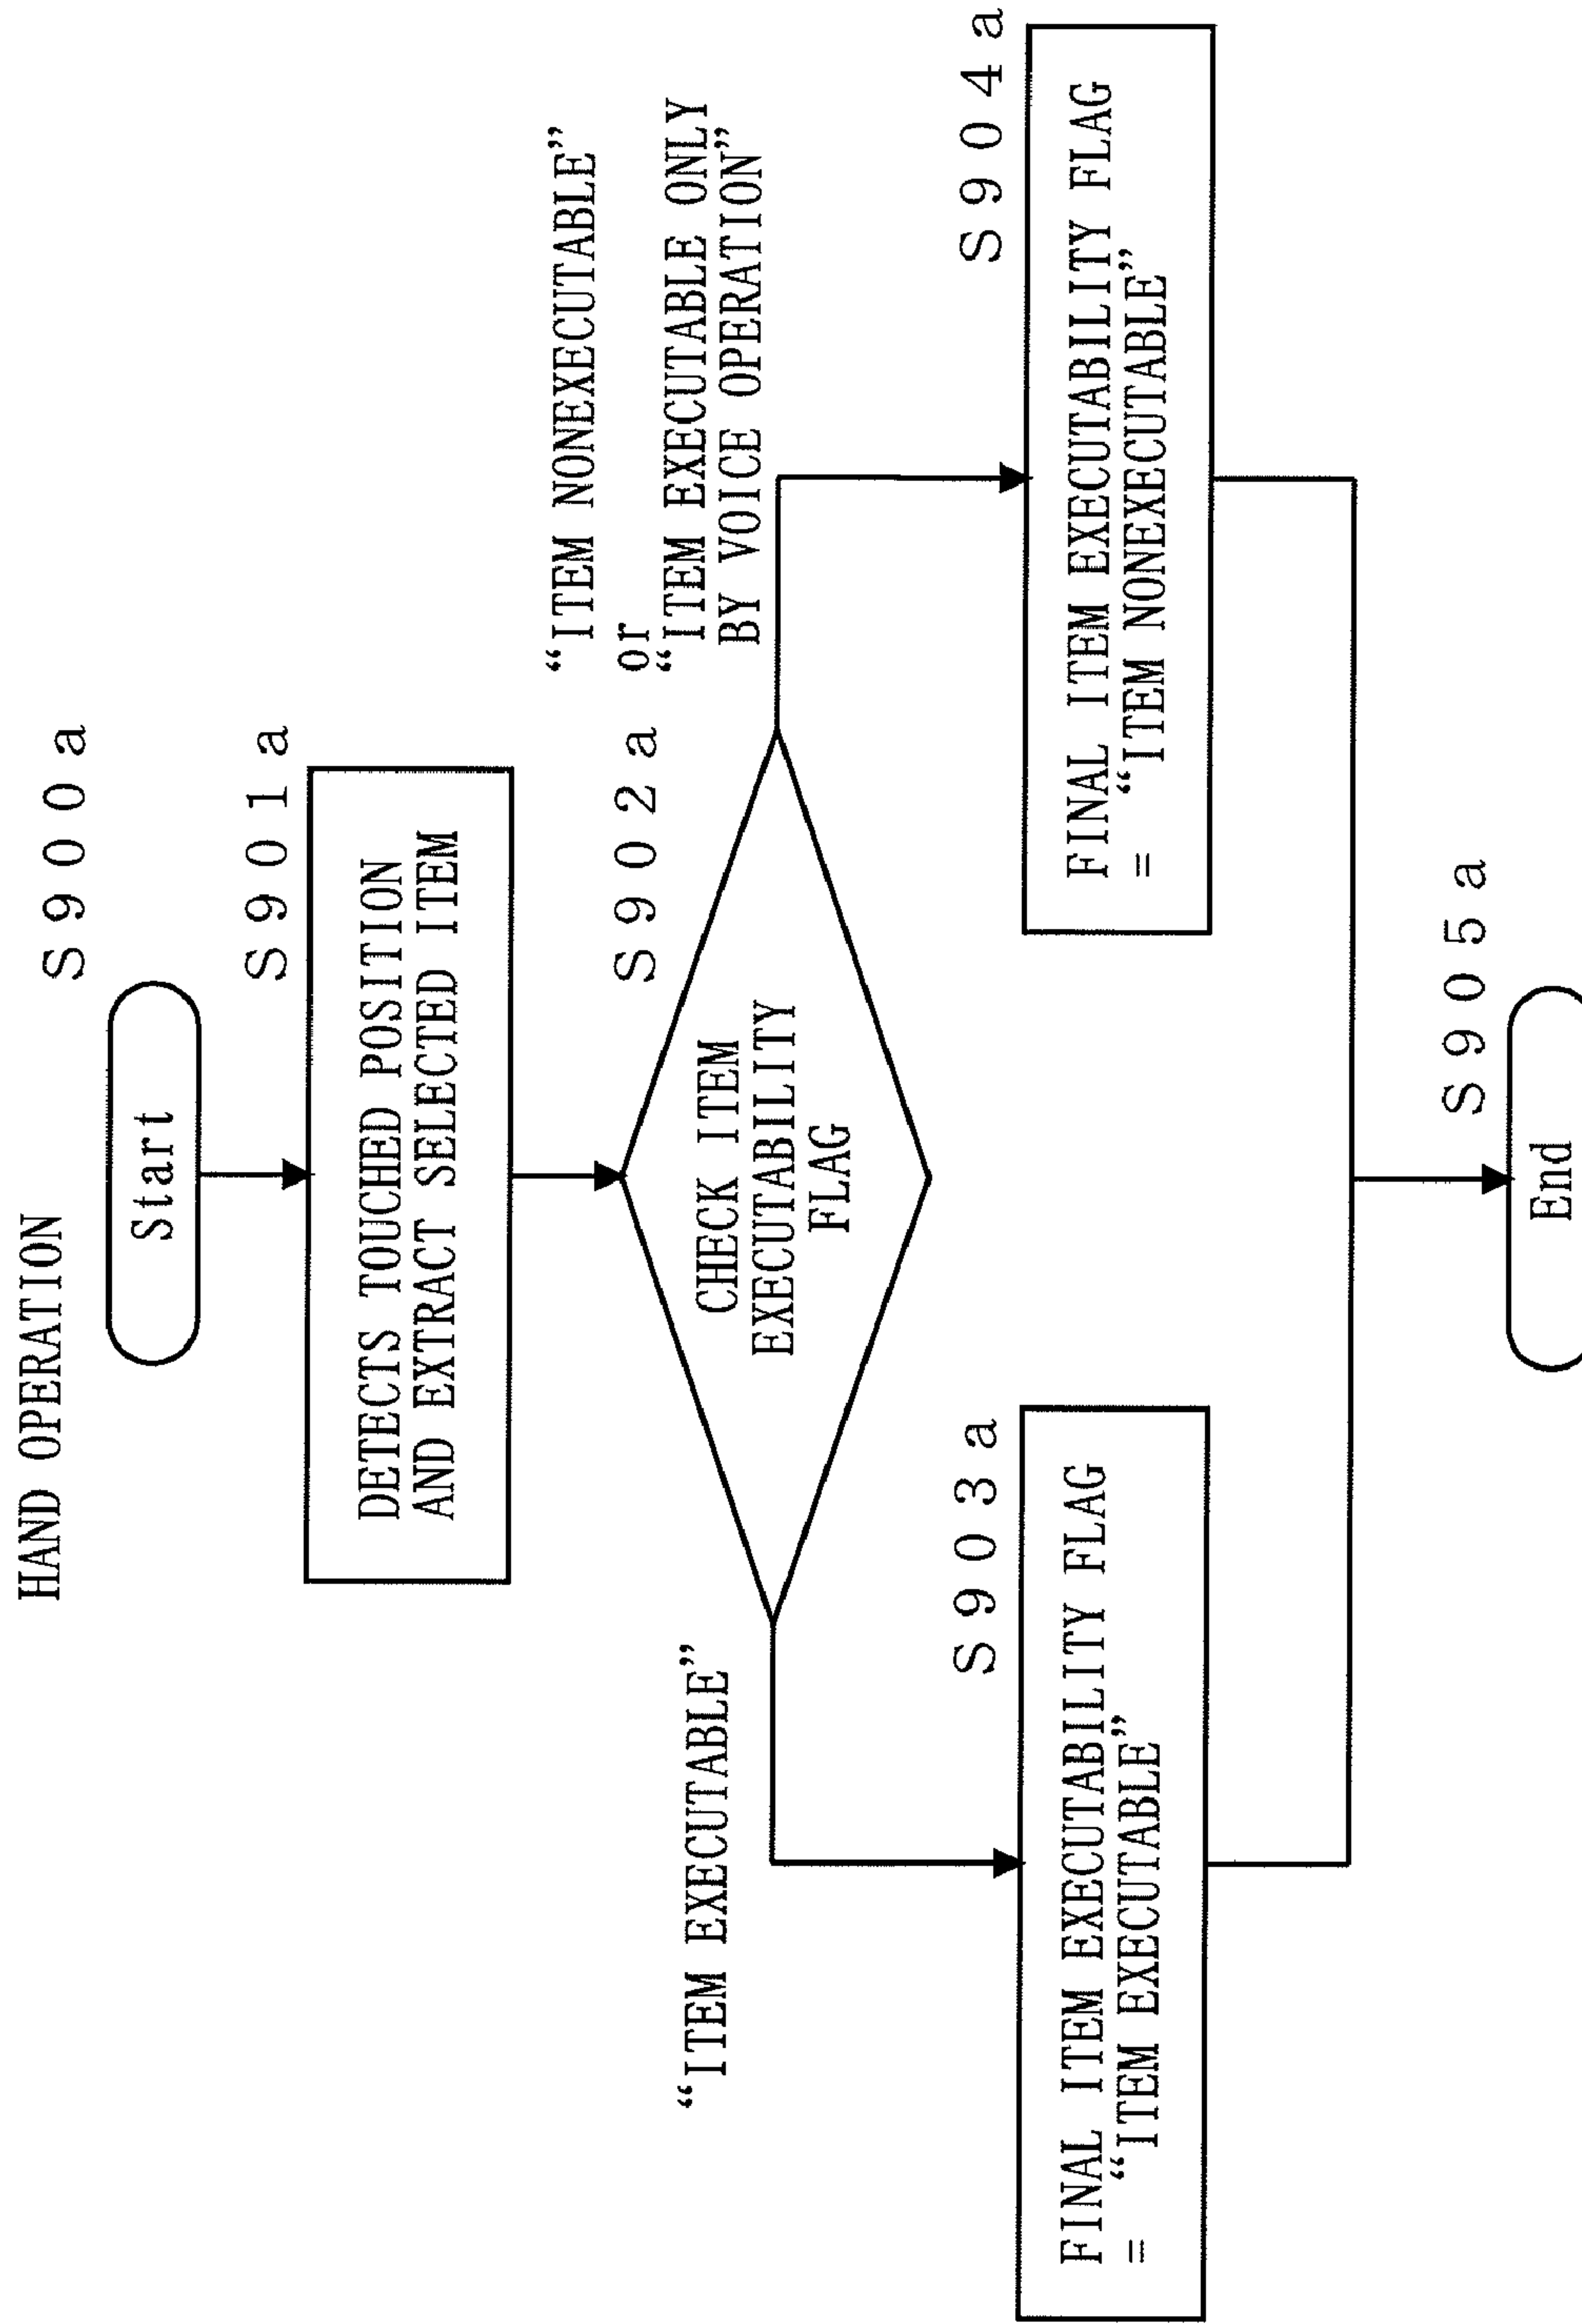 HAND OPERATION
S900a
Start
S901a
DETECTS TOUCHED POSITION
AND EXTRACT SELECTED ITEM
S902a
CHECK ITEM
EXECUTABILITY
FLAG
“ITEM EXECUTABLE”
“ITEM NONEXECUTABLE”
or
“ITEM EXECUTABLE ONLY
BY VOICE OPERATION”
S903a
FINAL ITEM EXECUTABILITY FLAG
= “ITEM EXECUTABLE”
S904a
FINAL ITEM EXECUTABILITY FLAG
= “ITEM NONEXECUTABLE”
S905a
End